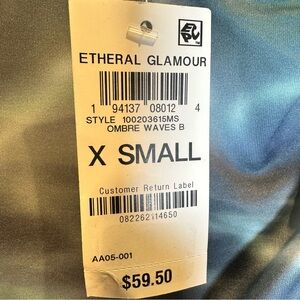 ETHERAL GLAMOUR
1 94137 08012 4
STYLE 100203615MS
OMBRE WAVES B
X SMALL
Customer Return Label
082262114650
AA05-001
$59.50